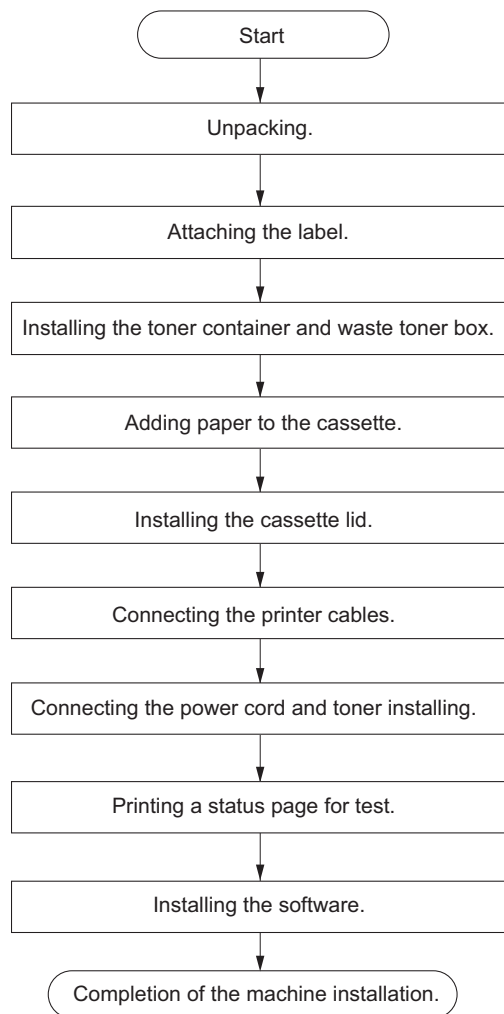 Start
Unpacking.
Attaching the label.
Installing the toner container and waste toner box.
Adding paper to the cassette.
Installing the cassette lid.
Connecting the printer cables.
Connecting the power cord and toner installing.
Printing a status page for test.
Installing the software.
Completion of the machine installation.